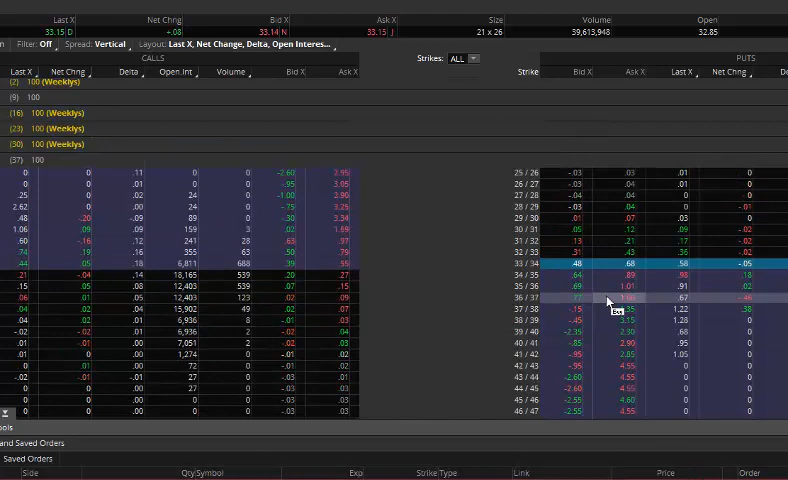 Last X Net Chng Bid X Ask X Size Volume Open
33.15 D +.08 33.14 N 33.15 J 21 x 26 39,613,948 32.85
Filter: Off Spread: Vertical Layout: Last X, Net Change, Delta, Open Interes...
CALLS Strikes: ALL PUTS
Last X Net Chng Delta Open.Int Volume Bid X Ask X Strike Bid X Ask X Last X Net Chng
(2) 100 (Weeklys)
(9) 100
(16) 100 (Weeklys)
(23) 100 (Weeklys)
(30) 100 (Weeklys)
(37) 100
0 0 .11 0 0 -2.60 2.95 25 / 26 -.03 .03 .01 0
0 0 .01 0 0 -.95 3.05 26 / 27 -.03 .04 .01 0
.25 0 .02 24 0 -1.00 2.90 27 / 28 -.04 .04 0 0
2.62 0 .00 24 0 -.75 3.25 28 / 29 -.03 .04 0 -.01
.48 -.20 -.09 89 0 -.30 3.34 29 / 30 .01 .07 .03 0
1.06 .09 .09 159 3 .02 1.69 30 / 31 .05 .12 .09 -.02
.60 -.16 .12 241 28 .63 .97 31 / 32 .13 .21 .17 -.02
.74 .19 .16 355 63 .50 .79 32 / 33 .31 .43 .36 -.02
.44 .05 .18 6,811 688 .39 .55 33 / 34 .48 .68 .58 -.05
.21 -.04 .14 18,165 539 .20 .27 34 / 35 .64 .89 .98 .18
.15 .05 .08 12,403 539 .07 .15 35 / 36 .69 1.01 .91 .02
.06 .01 .05 12,403 123 .02 .09 36 / 37 .77 .67 -.46
.04 .02 .04 15,902 49 .02 .07 37 / 38 -.15 1.22 .38
.04 .02 .04 6,936 8 -.01 .03 38 / 39 -.45 3.15 1.28 0
-.02 -.02 .01 6,936 2 -.02 .04 39 / 40 -2.35 2.30 .68 0
.01 -.01 .00 7,051 2 -.01 .03 40 / 41 -.85 2.90 .95 0
.01 0 .01 1,274 0 -.01 .02 41 / 42 -.95 2.85 1.05 0
.01 0 .00 72 0 -.01 .02 42 / 43 -.95 4.55 0 0
-.02 -.01 -.01 27 0 -.03 .01 43 / 44 -2.60 4.55 0 0
0 0 .00 27 0 -.03 .03 44 / 45 -2.60 4.55 0 0
0 0 .00 0 0 -.03 .03 45 / 46 -2.55 4.60 0 0
0 0 .00 0 0 -.03 .03 46 / 47 -2.55 4.55 0 0
and Saved Orders
Saved Orders
Side Qty Symbol Exp Strike Type Link Price Order